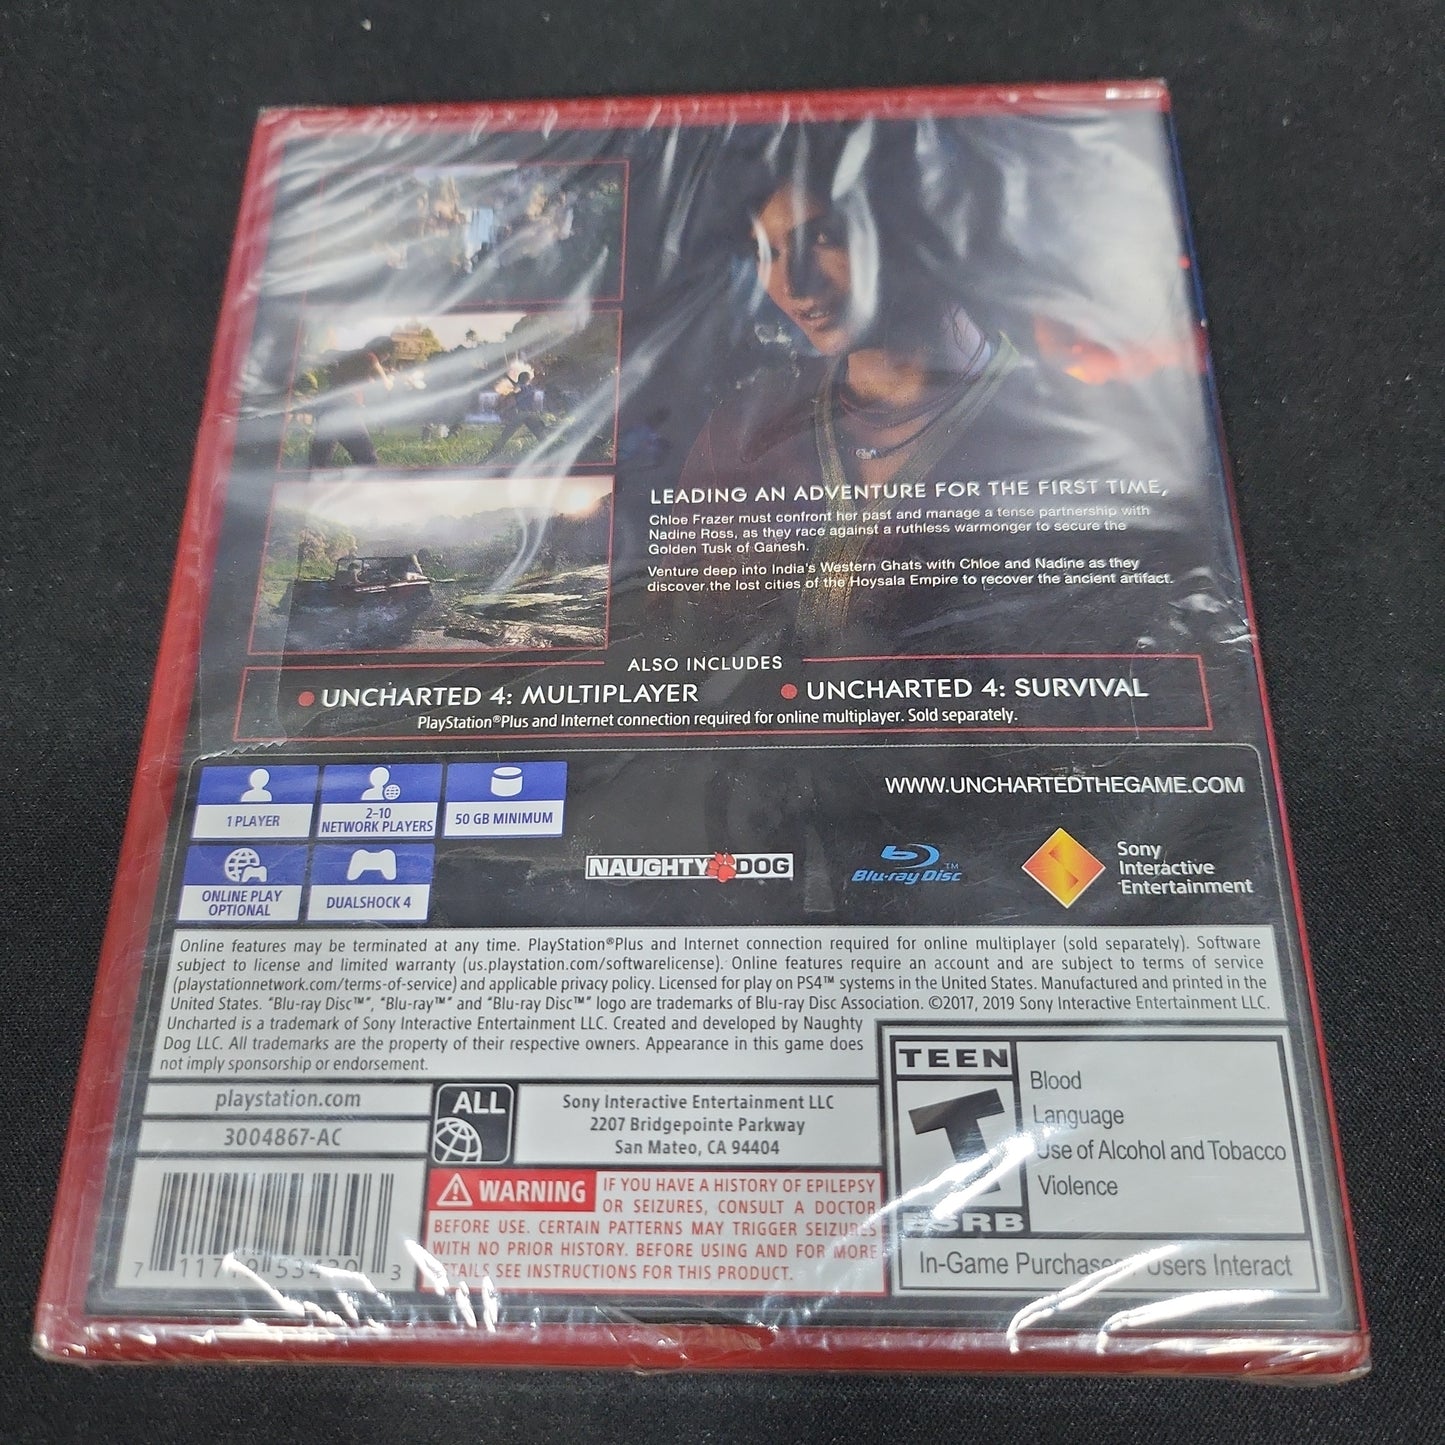 LEADING AN ADVENTURE FOR THE FIRST TIME,
Chloe Frazer must confront her past and manage a tense partnership with
Nadine Ross, as they race against a ruthless warmonger to secure the
Golden Tusk of Ganesh.
Venture deep into India's Western Ghats with Chloe and Nadine as they
discover the lost cities of the Hoysala Empire to recover the ancient artifact.
ALSO INCLUDES
• UNCHARTED 4: MULTIPLAYER • UNCHARTED 4: SURVIVAL
PlayStation®Plus and Internet connection required for online multiplayer. Sold separately.
1 PLAYER
2-10
NETWORK PLAYERS
50 GB MINIMUM
ONLINE PLAY
OPTIONAL
DUALSHOCK 4
WWW.UNCHARTEDTHEGAME.COM
NAUGHTY DOG
Blu-ray Disc™
Sony
Interactive
Entertainment
Online features may be terminated at any time. PlayStation®Plus and Internet connection required for online multiplayer (sold separately). Software
subject to license and limited warranty (us.playstation.com/softwarelicense). Online features require an account and are subject to terms of service
(playstationnetwork.com/terms-of-service) and applicable privacy policy. Licensed for play on PS4™ systems in the United States. Manufactured and printed in the
United States. "Blu-ray Disc™", "Blu-ray™" and "Blu-ray Disc™" logo are trademarks of Blu-ray Disc Association. ©2017, 2019 Sony Interactive Entertainment LLC.
Uncharted is a trademark of Sony Interactive Entertainment LLC. Created and developed by Naughty
Dog LLC. All trademarks are the property of their respective owners. Appearance in this game does
not imply sponsorship or endorsement.
playstation.com
3004867-AC
ALL
Sony Interactive Entertainment LLC
2207 Bridgepointe Parkway
San Mateo, CA 94404
WARNING IF YOU HAVE A HISTORY OF EPILEPSY
OR SEIZURES, CONSULT A DOCTOR
BEFORE USE. CERTAIN PATTERNS MAY TRIGGER SEIZURES
WITH NO PRIOR HISTORY. BEFORE USING AND FOR MORE
DETAILS SEE INSTRUCTIONS FOR THIS PRODUCT.
7 11719 53430 3
TEEN
T
ESRB
Blood
Language
Use of Alcohol and Tobacco
Violence
In-Game Purchases, Users Interact